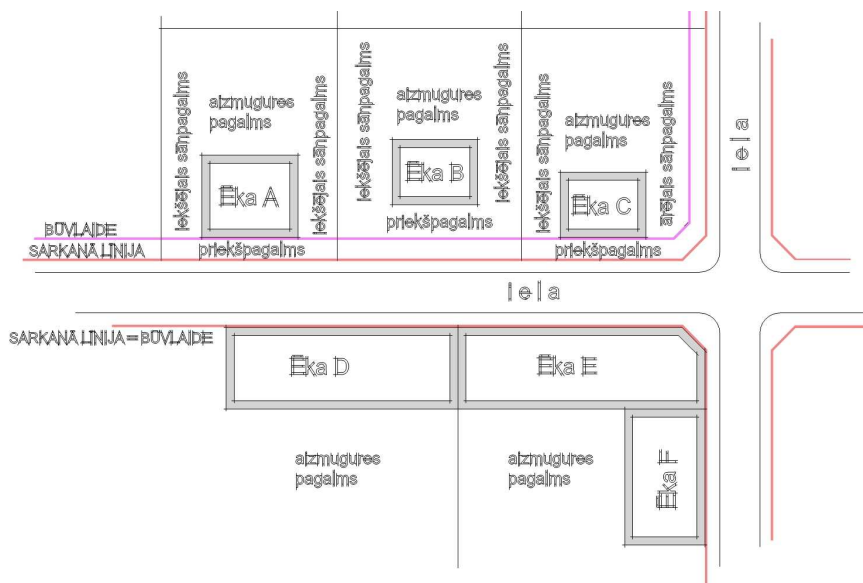 iekšējais sānpagalms
aizmugures
pagalms
iekšējais sānpagalms
Ēka A
priekšpagalms
iekšējais sānpagalms
aizmugures
pagalms
iekšējais sānpagalms
Ēka B
priekšpagalms
iekšējais sānpagalms
aizmugures
pagalms
ārējais sānpagalms
Ēka C
priekšpagalms
iela
BŪVLAIDE
SARKANĀ LĪNIJA
iela
SARKANĀ LĪNIJA=BŪVLAIDE
Ēka D
Ēka E
aizmugures
pagalms
aizmugures
pagalms
Ēka F